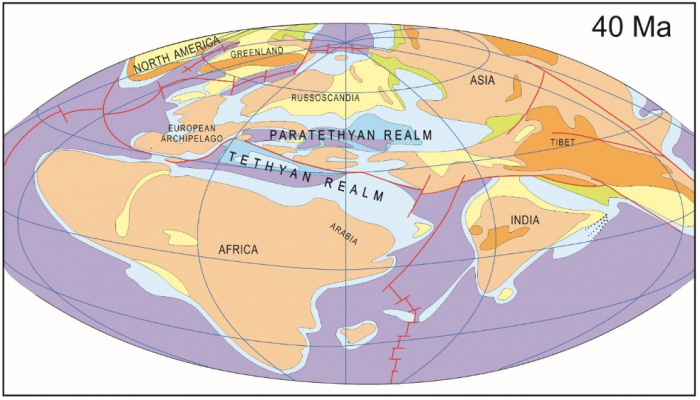 40 Ma
NORTH AMERICA
GREENLAND
ASIA
RUSSOSCANDIA
EUROPEAN
ARCHIPELAGO
PARATETHYAN REALM
TIBET
TETHYAN REALM
INDIA
ARABIA
AFRICA